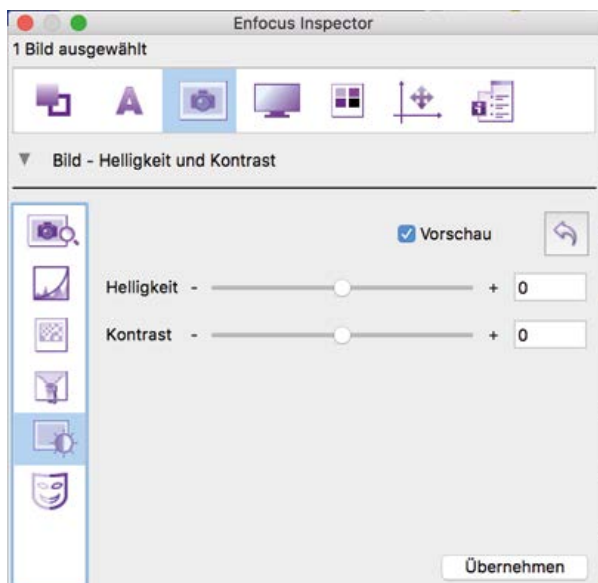 Enfocus Inspector
1 Bild ausgewählt
Bild - Helligkeit und Kontrast
Vorschau
Helligkeit - + 0
Kontrast - + 0
Übernehmen